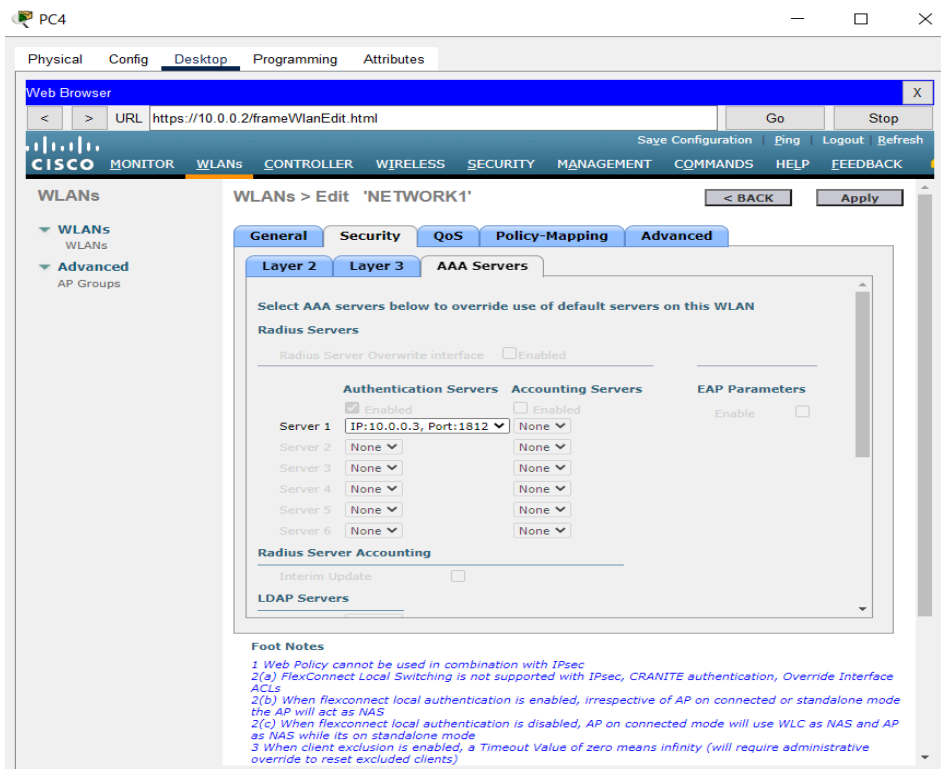 PC4
Physical Config Desktop Programming Attributes
Web Browser X
< > URL https://10.0.0.2/frameWlanEdit.html Go Stop
Save Configuration Ping Logout Refresh
CISCO MONITOR WLANs CONTROLLER WIRELESS SECURITY MANAGEMENT COMMANDS HELP FEEDBACK
WLANs
WLANs
WLANs
Advanced
AP Groups
WLANs > Edit 'NETWORK1' < BACK Apply
General Security QoS Policy-Mapping Advanced
Layer 2 Layer 3 AAA Servers
Select AAA servers below to override use of default servers on this WLAN
Radius Servers
Radius Server Overwrite interface Enabled
Authentication Servers Accounting Servers EAP Parameters
Enabled Enabled Enable
Server 1 IP:10.0.0.3, Port:1812 None
Server 2 None None
Server 3 None None
Server 4 None None
Server 5 None None
Server 6 None None
Radius Server Accounting
Interim Update
LDAP Servers
Foot Notes
1 Web Policy cannot be used in combination with IPsec
2(a) FlexConnect Local Switching is not supported with IPsec, CRANITE authentication, Override Interface
ACLs
2(b) When flexconnect local authentication is enabled, irrespective of AP on connected or standalone mode
the AP will act as NAS
2(c) When flexconnect local authentication is disabled, AP on connected mode will use WLC as NAS and AP
as NAS while its on standalone mode
3 When client exclusion is enabled, a Timeout Value of zero means infinity (will require administrative
override to reset excluded clients)